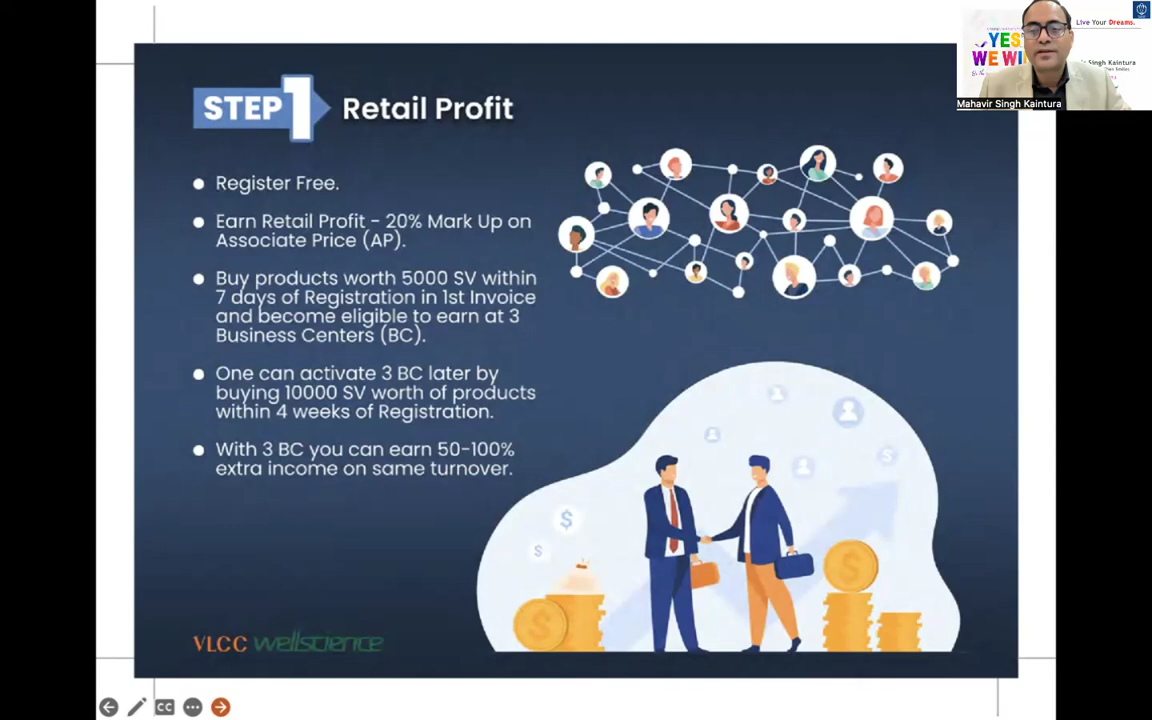 STEP 1 Retail Profit
Register Free.
Earn Retail Profit - 20% Mark Up on
Associate Price (AP).
Buy products worth 5000 SV within
7 days of Registration in 1st Invoice
and become eligible to earn at 3
Business Centers (BC).
One can activate 3 BC later by
buying 10000 SV worth of products
within 4 weeks of Registration.
With 3 BC you can earn 50-100%
extra income on same turnover.
$
$
$
$
$
VLCC wellscience
Live Your Dreams.
YES
WE WI
Singh Kaintura
Mahavir Singh Kaintura
CC